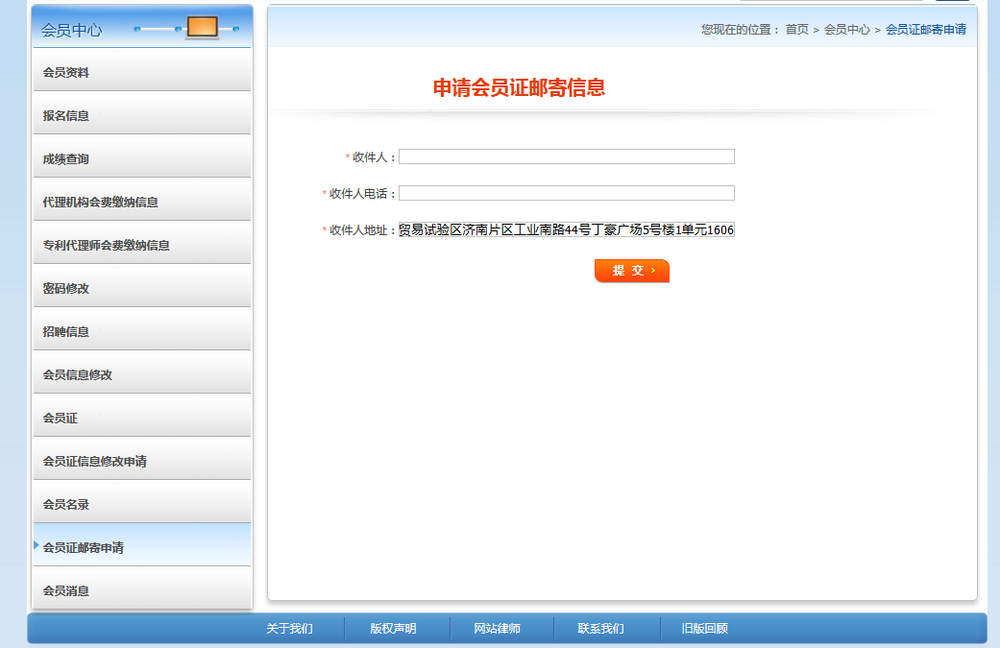 会员中心
会员资料
报名信息
成绩查询
代理机构会费缴纳信息
专利代理师会费缴纳信息
密码修改
招聘信息
会员信息修改
会员证
会员证信息修改申请
会员名录
会员证邮寄申请
会员消息
您现在的位置： 首页 > 会员中心 > 会员证邮寄申请
申请会员证邮寄信息
* 收件人：
* 收件人电话：
* 收件人地址：贸易试验区济南片区工业南路44号丁豪广场5号楼1单元1606
提 交 ›
关于我们
版权声明
网站律师
联系我们
旧版回顾